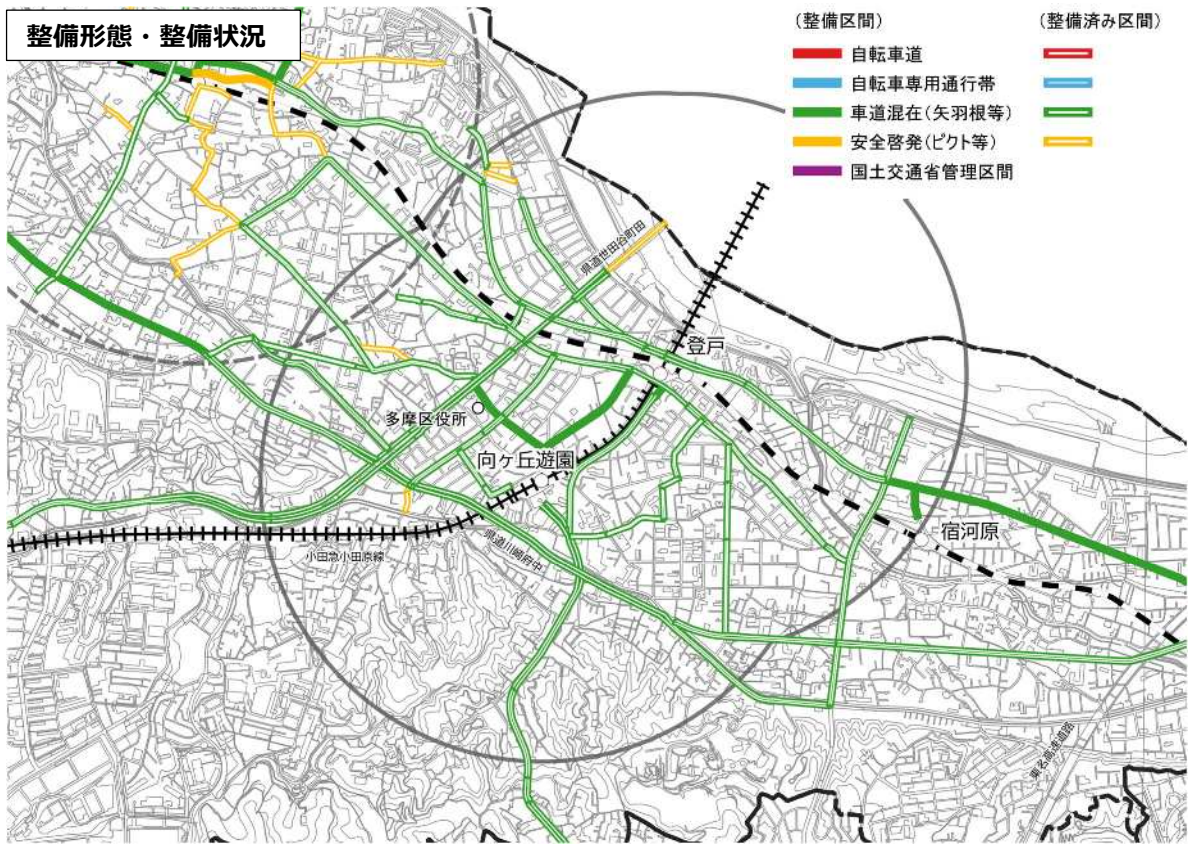 整備形態・整備状況
(整備区間)
(整備済み区間)
自転車道
自転車専用通行帯
車道混在(矢羽根等)
安全啓発(ピクト等)
国土交通省管理区間
県道世田谷町田
登戸
多摩区役所
向ヶ丘遊園
宿河原
小田急小田原線
県道川崎府中
東名高速道路